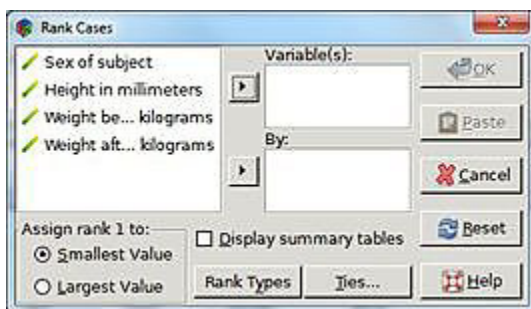 Rank Cases
Sex of subject
Height in millimeters
Weight be... kilograms
Weight aft... kilograms
Variable(s):
By:
OK
Paste
Cancel
Reset
Help
Assign rank 1 to:
Smallest Value
Largest Value
Display summary tables
Rank Types
Ties...